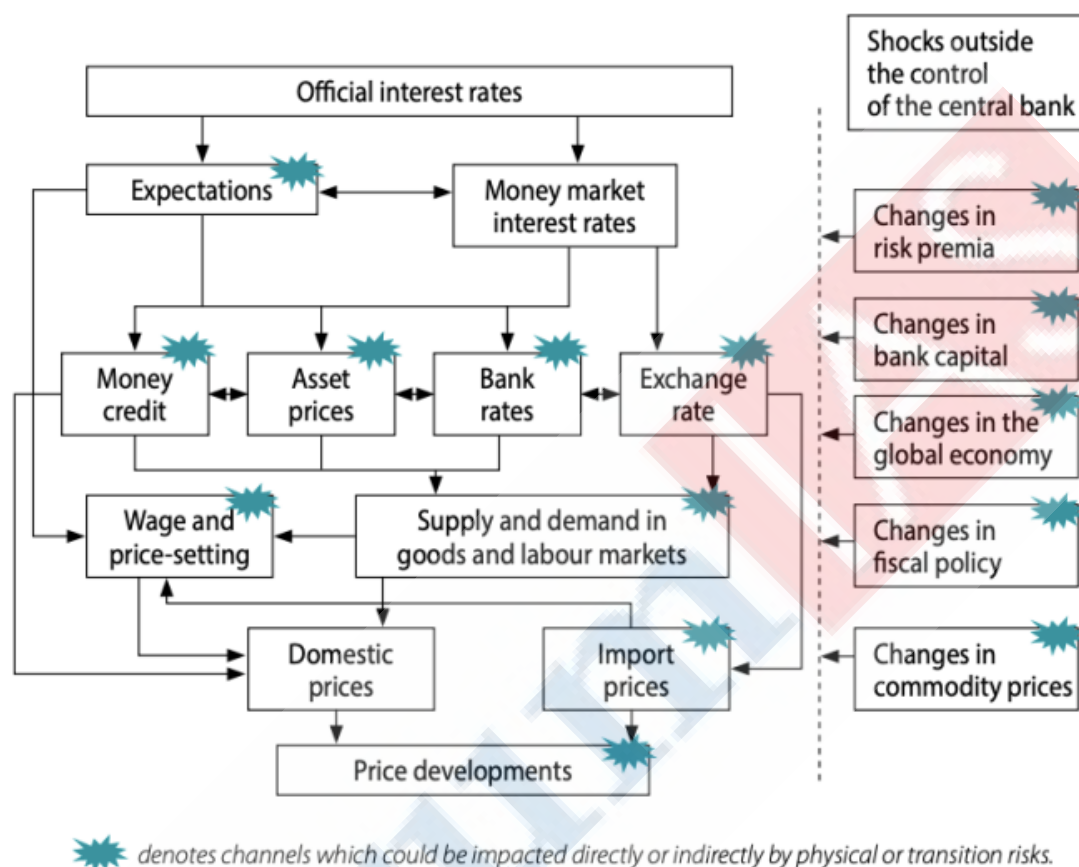 Shocks outside
the control
of the central bank
Official interest rates
Expectations
Money market
interest rates
Changes in
risk premia
Changes in
bank capital
Money
credit
Asset
prices
Bank
rates
Exchange
rate
Changes in the
global economy
Wage and
price-setting
Supply and demand in
goods and labour markets
Changes in
fiscal policy
Domestic
prices
Import
prices
Changes in
commodity prices
Price developments
denotes channels which could be impacted directly or indirectly by physical or transition risks.